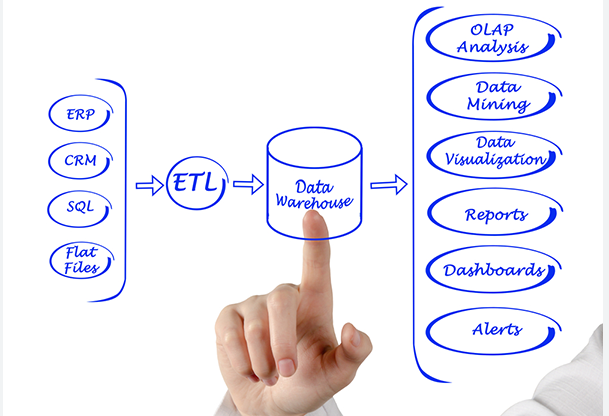 ERP
CRM
SQL
Flat
Files
ETL
Data
Warehouse
OLAP
Analysis
Data
Mining
Data
Visualization
Reports
Dashboards
Alerts